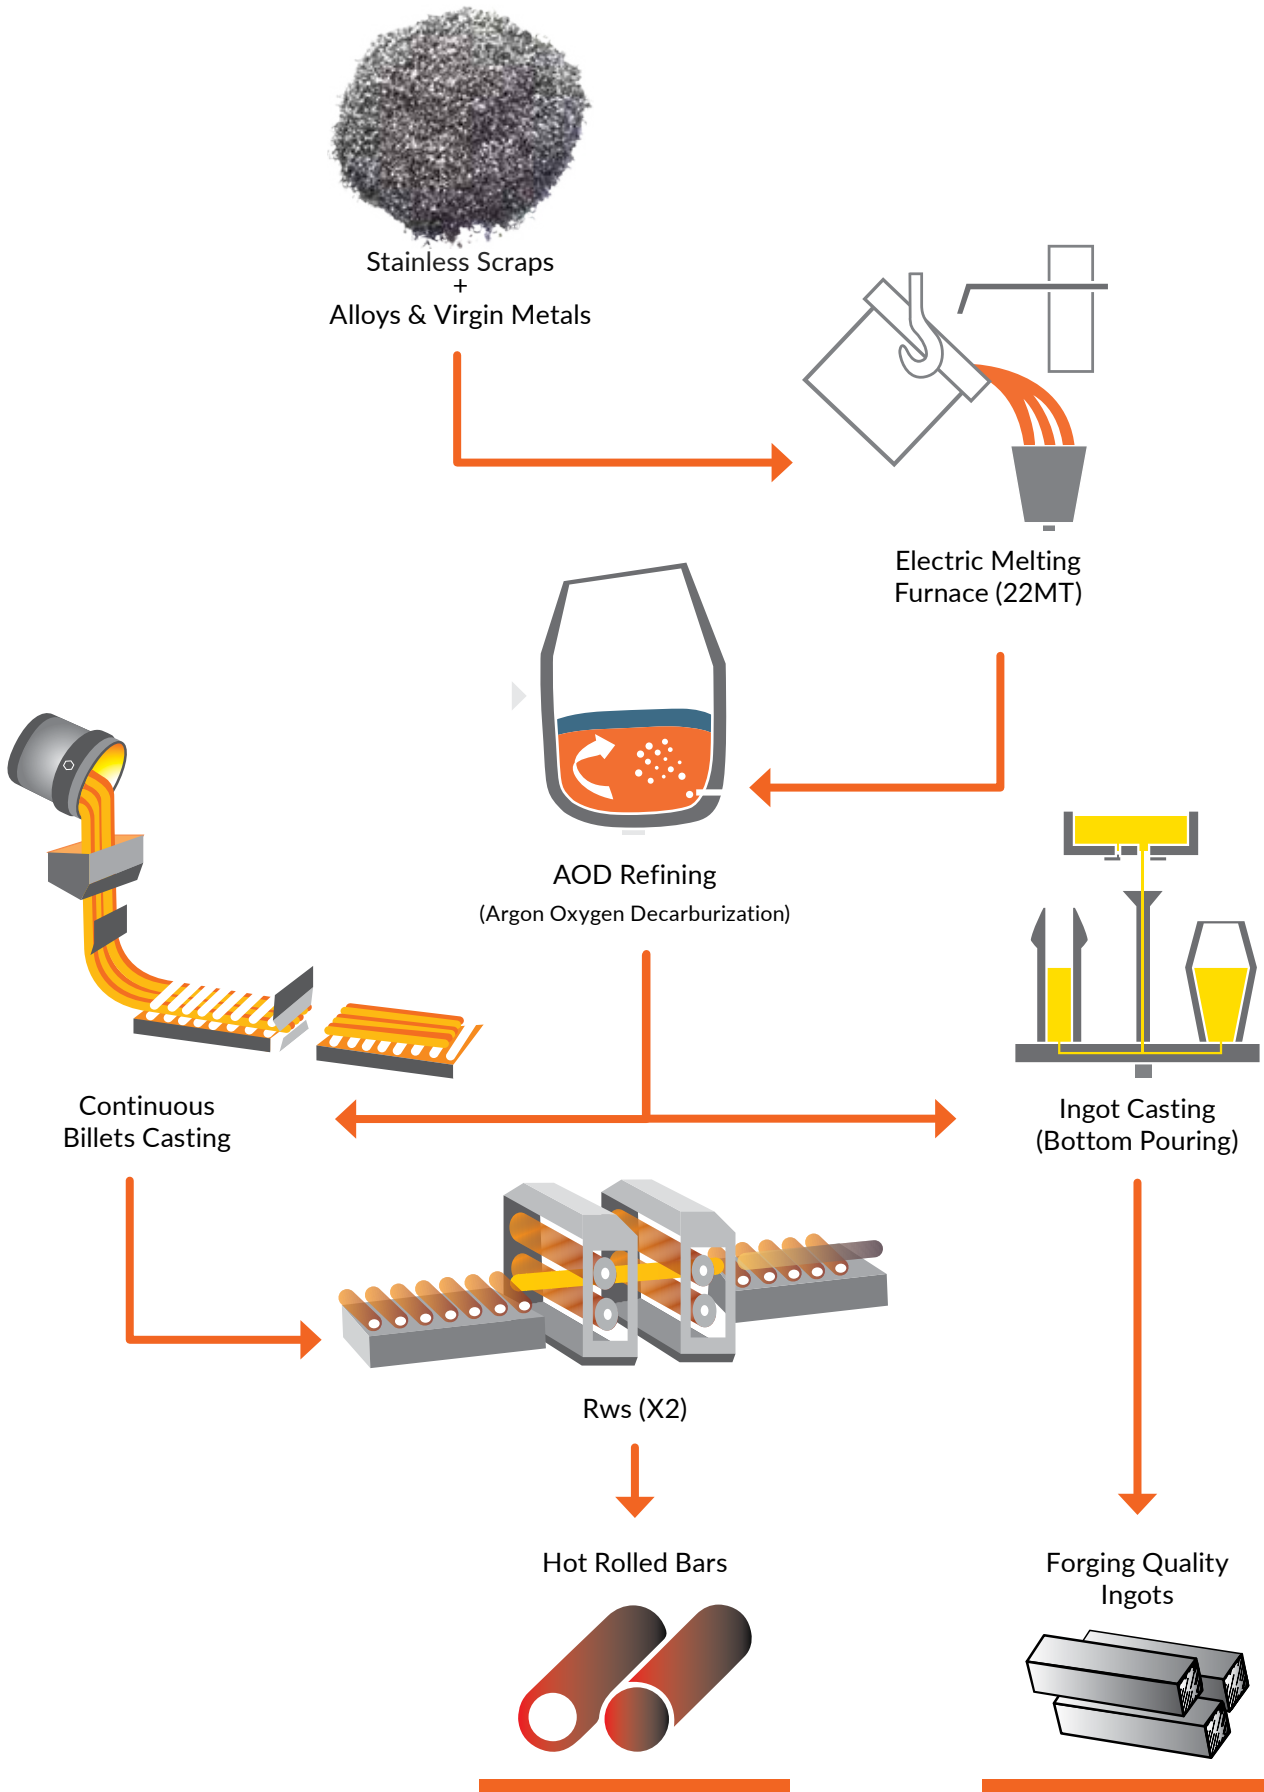 Stainless Scraps
+
Alloys & Virgin Metals
Electric Melting
Furnace (22MT)
AOD Refining
(Argon Oxygen Decarburization)
Continuous
Billets Casting
Ingot Casting
(Bottom Pouring)
Rws (X2)
Hot Rolled Bars
Forging Quality
Ingots